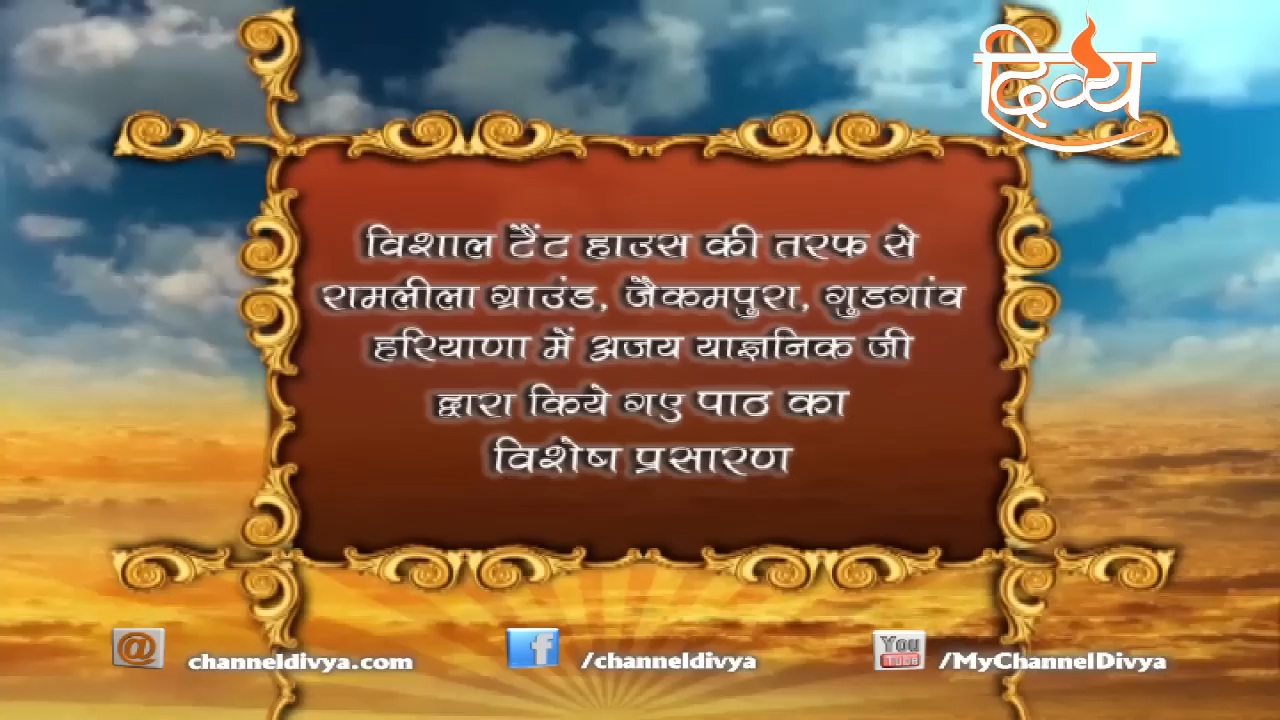 दिव्य
विशाल टैंट हाउस की तरफ से
रामलीला ग्राउंड, जैकमपुरा, गुडगांव
हरियाणा में अजय याज्ञनिक जी
द्वारा किये गए पाठ का
विशेष प्रसारण
@ channeldivya.com
f /channeldivya
You Tube /MyChannelDivya